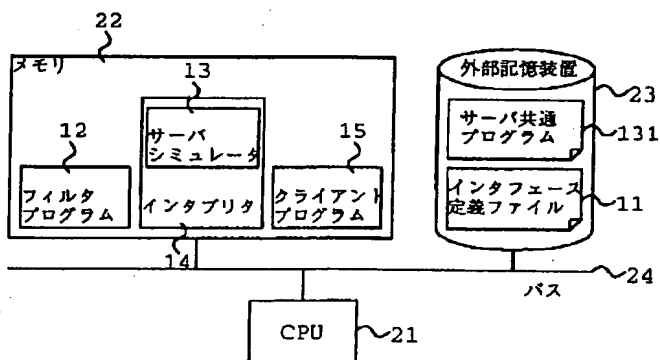 22
メモリ
13
サーバ
シミュレータ
12
フィルタ
プログラム
インタプリタ
14
15
クライアント
プログラム
外部記憶装置
23
サーバ共通
プログラム
131
インタフェース
定義ファイル
11
24
バス
CPU
21